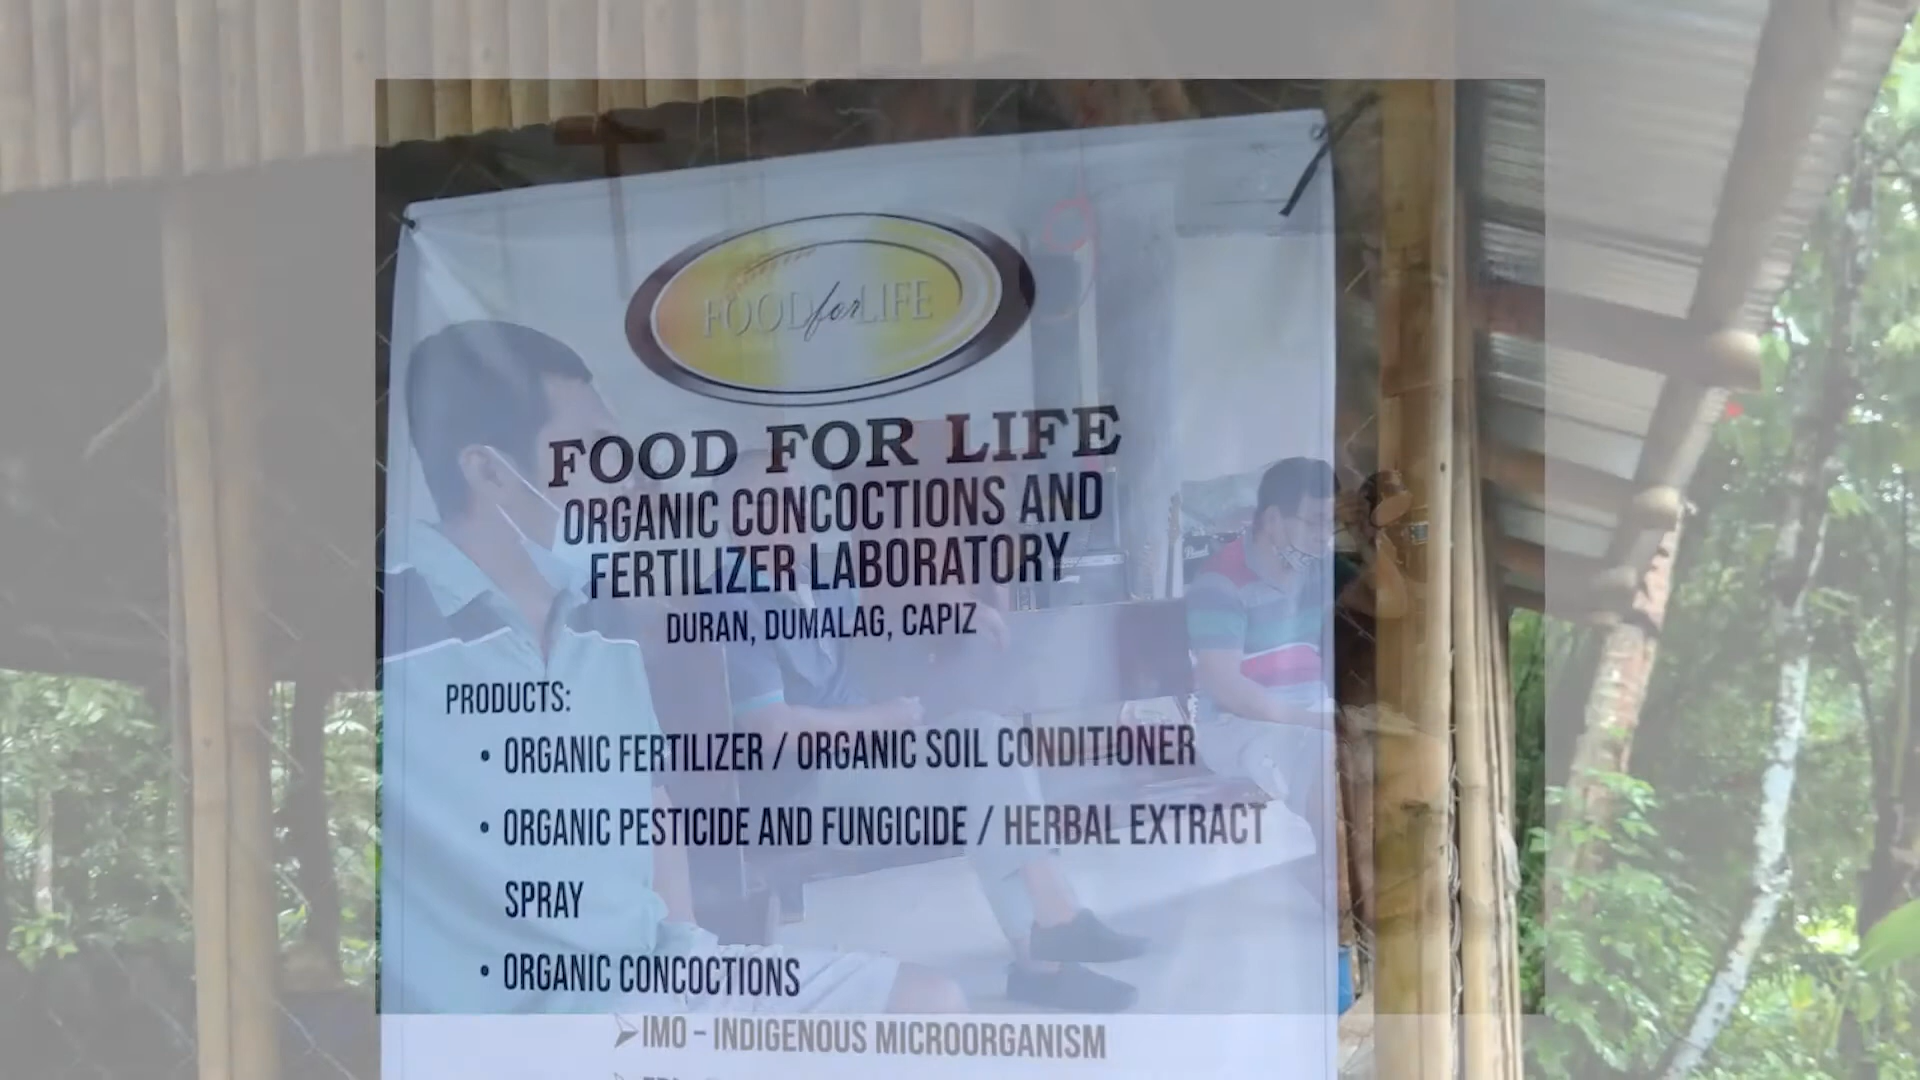 FOOD for LIFE
FOOD FOR LIFE
ORGANIC CONCOCTIONS AND
FERTILIZER LABORATORY
DURAN, DUMALAG, CAPIZ
PRODUCTS:
• ORGANIC FERTILIZER / ORGANIC SOIL CONDITIONER
• ORGANIC PESTICIDE AND FUNGICIDE / HERBAL EXTRACT
SPRAY
• ORGANIC CONCOCTIONS
➢ IMO – INDIGENOUS MICROORGANISM